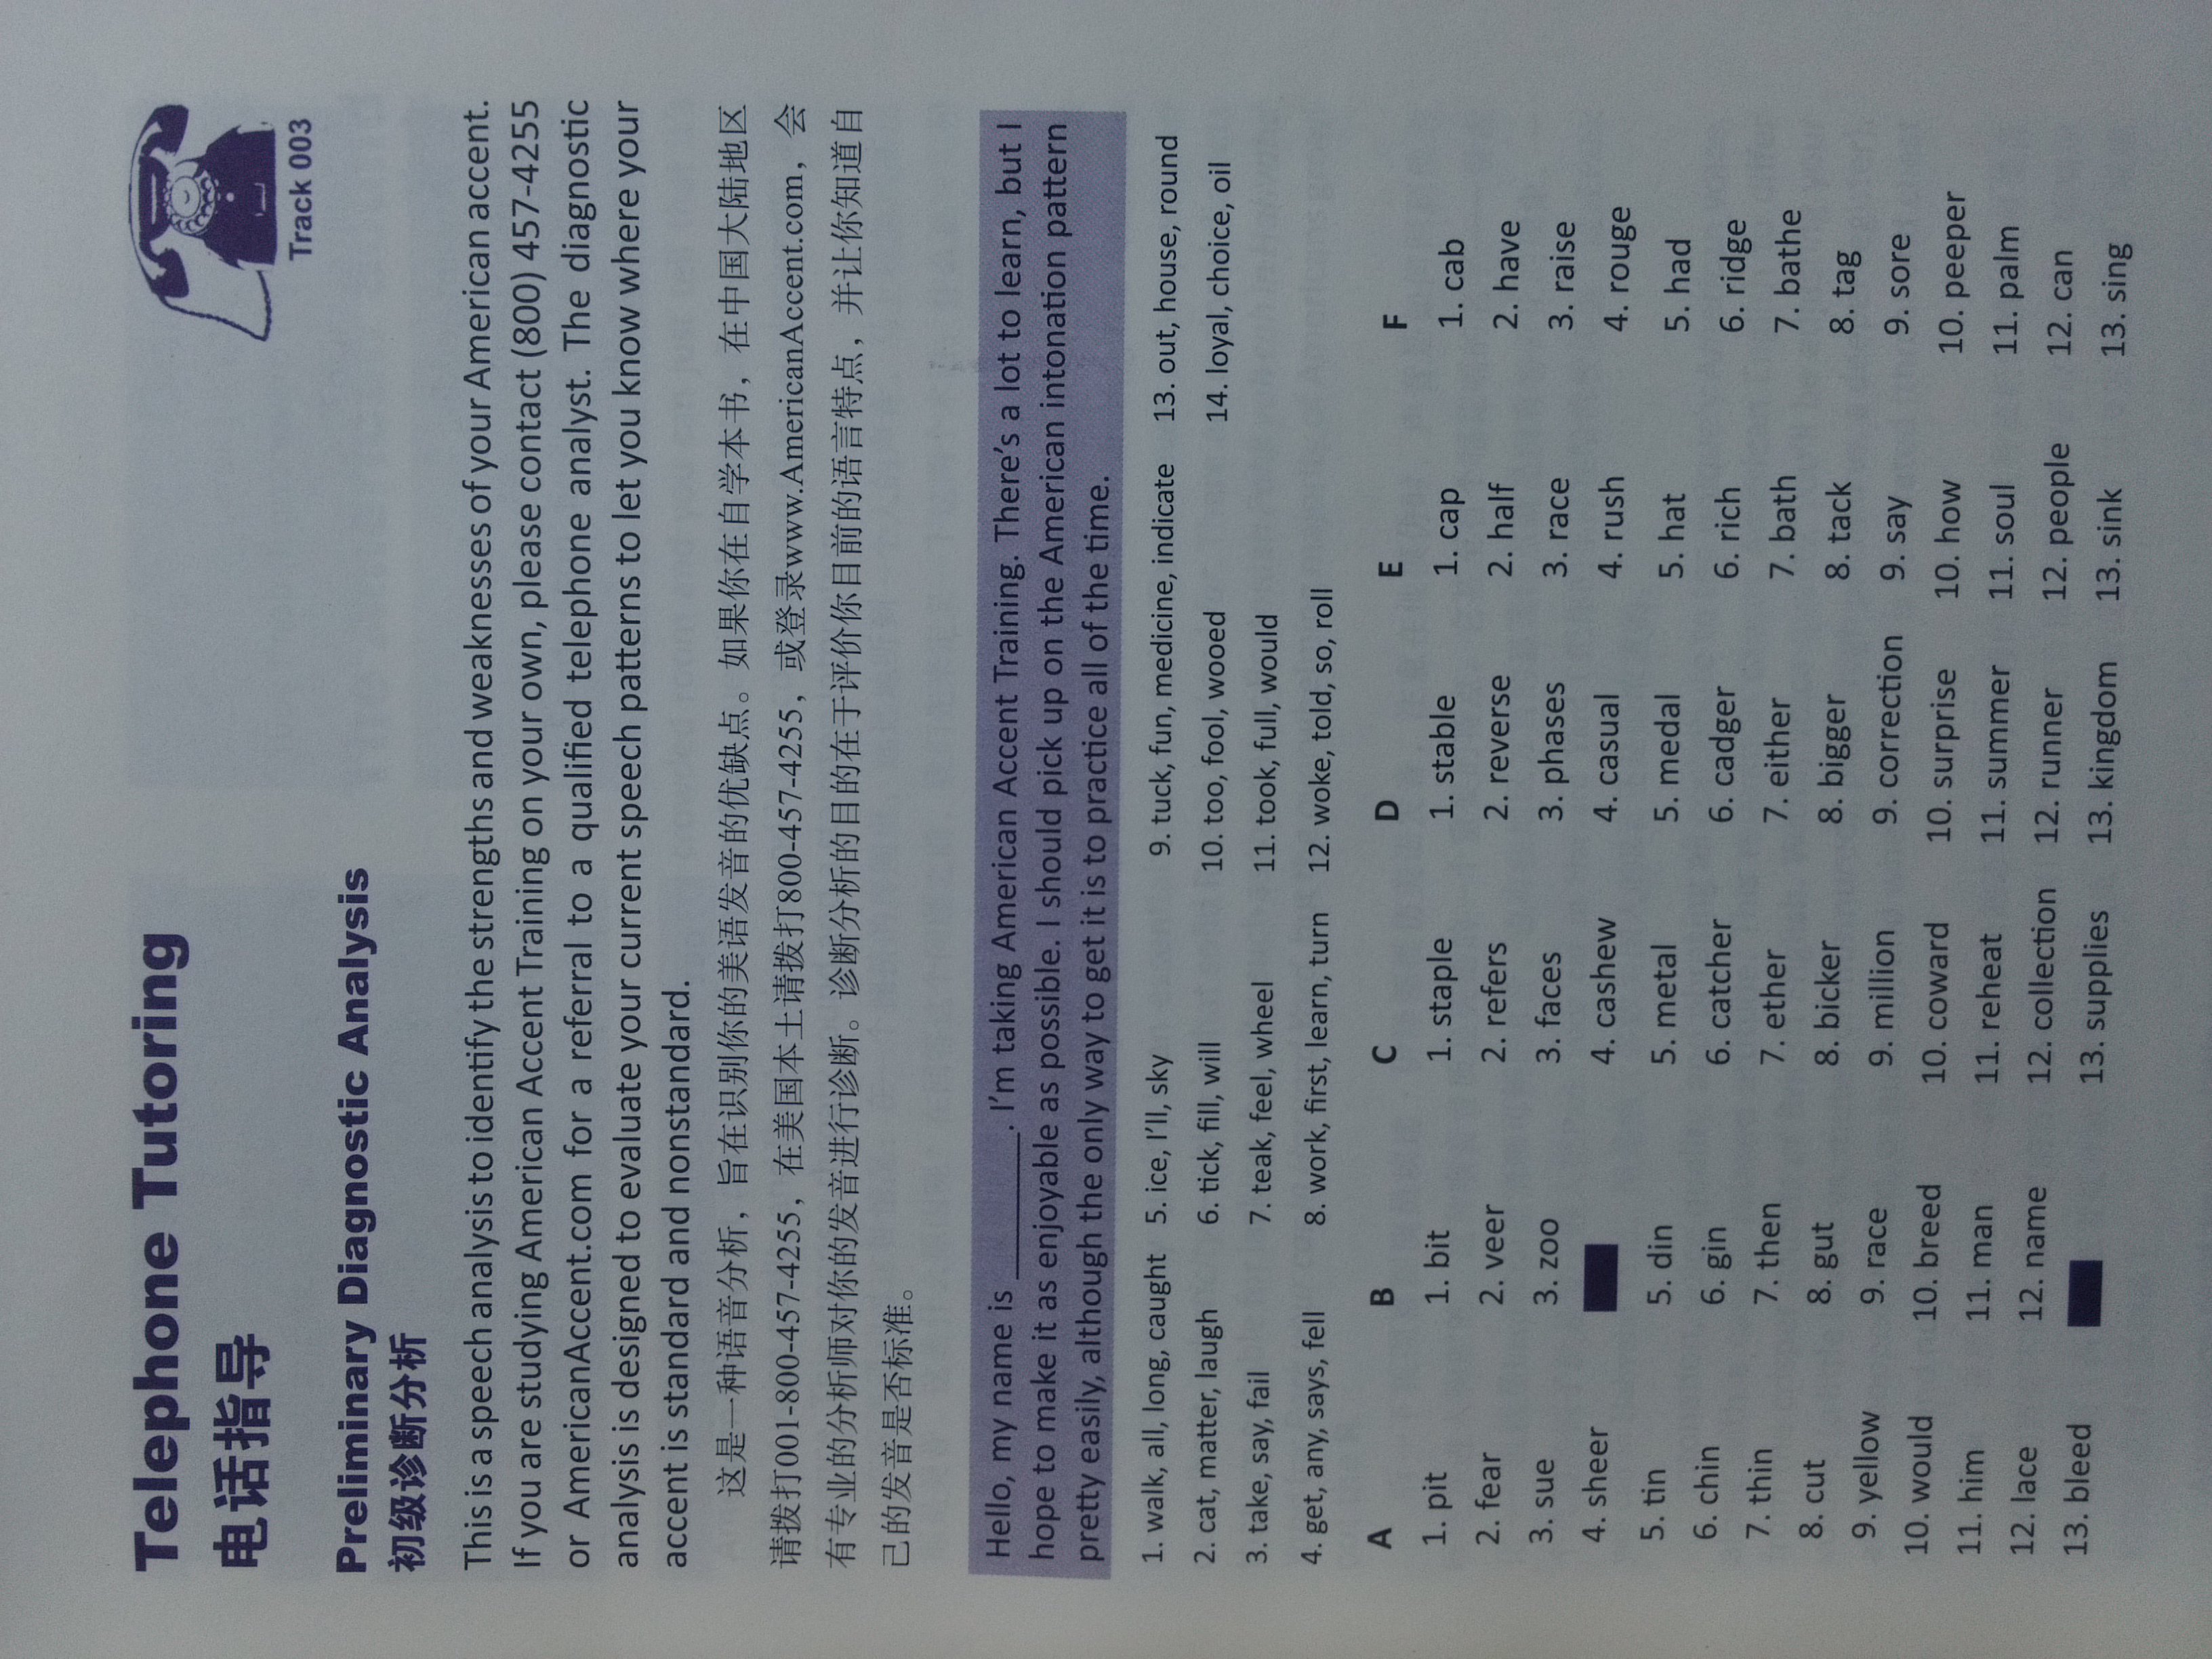 Telephone Tutoring
电话指导
Track 003
Preliminary Diagnostic Analysis
初级诊断分析
This is a speech analysis to identify the strengths and weaknesses of your American accent.
If you are studying American Accent Training on your own, please contact (800) 457-4255
or AmericanAccent.com for a referral to a qualified telephone analyst. The diagnostic
analysis is designed to evaluate your current speech patterns to let you know where your
accent is standard and nonstandard.
这是一种语音分析，旨在识别你的美语发音的优缺点。如果你在自学本书，在中国大陆地区
请拨打001-800-457-4255，在美国本土请拨打800-457-4255，或登录www.AmericanAccent.com，会
有专业的分析师对你的发音进行诊断。诊断分析的目的在于评价你目前的语言特点，并让你知道自
己的发音是否标准。
Hello, my name is ________. I'm taking American Accent Training. There's a lot to learn, but I
hope to make it as enjoyable as possible. I should pick up on the American intonation pattern
pretty easily, although the only way to get it is to practice all of the time.
1. walk, all, long, caught 5. ice, I'll, sky 9. tuck, fun, medicine, indicate 13. out, house, round
2. cat, matter, laugh 6. tick, fill, will 10. too, fool, wooed 14. loyal, choice, oil
3. take, say, fail 7. teak, feel, wheel 11. took, full, would
4. get, any, says, fell 8. work, first, learn, turn 12. woke, told, so, roll
A B C D E F
1. pit 1. bit 1. staple 1. stable 1. cap 1. cab
2. fear 2. veer 2. refers 2. reverse 2. half 2. have
3. sue 3. zoo 3. faces 3. phases 3. race 3. raise
4. sheer 4. cashew 4. casual 4. rush 4. rouge
5. tin 5. din 5. metal 5. medal 5. hat 5. had
6. chin 6. gin 6. catcher 6. cadger 6. rich 6. ridge
7. thin 7. then 7. ether 7. either 7. bath 7. bathe
8. cut 8. gut 8. bicker 8. bigger 8. tack 8. tag
9. yellow 9. race 9. million 9. correction 9. say 9. sore
10. would 10. breed 10. coward 10. surprise 10. how 10. peeper
11. him 11. man 11. reheat 11. summer 11. soul 11. palm
12. lace 12. name 12. collection 12. runner 12. people 12. can
13. bleed 13. supplies 13. kingdom 13. sink 13. sing